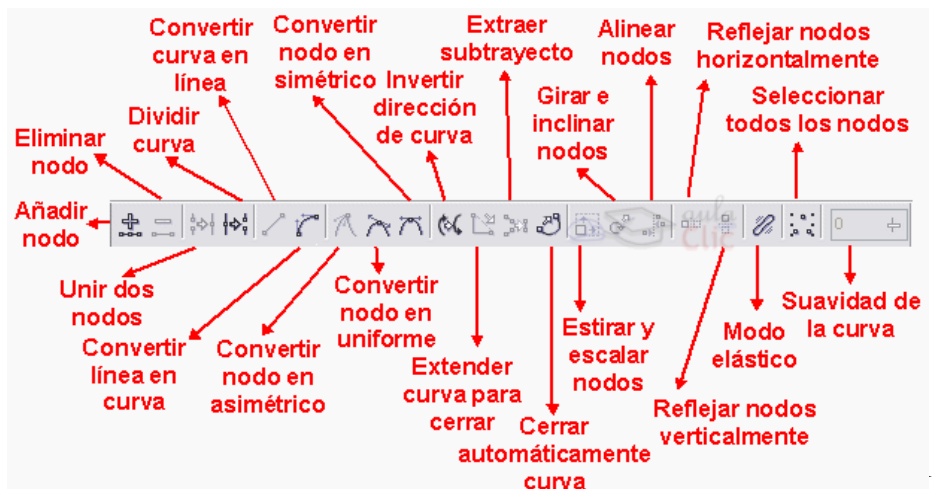 Convertir
curva en
línea
Convertir
nodo en
simétrico
Extraer
subtrayecto
Alinear
nodos
Reflejar nodos
horizontalmente
Invertir
dirección
de curva
Girar e
inclinar
nodos
Seleccionar
todos los nodos
Dividir
curva
Eliminar
nodo
Añadir
nodo
aula
Clic
0
Unir dos
nodos
Convertir
línea en
curva
Convertir
nodo en
asimétrico
Convertir
nodo en
uniforme
Extender
curva para
cerrar
Cerrar
automáticamente
curva
Estirar y
escalar
nodos
Reflejar nodos
verticalmente
Modo
elástico
Suavidad de
la curva